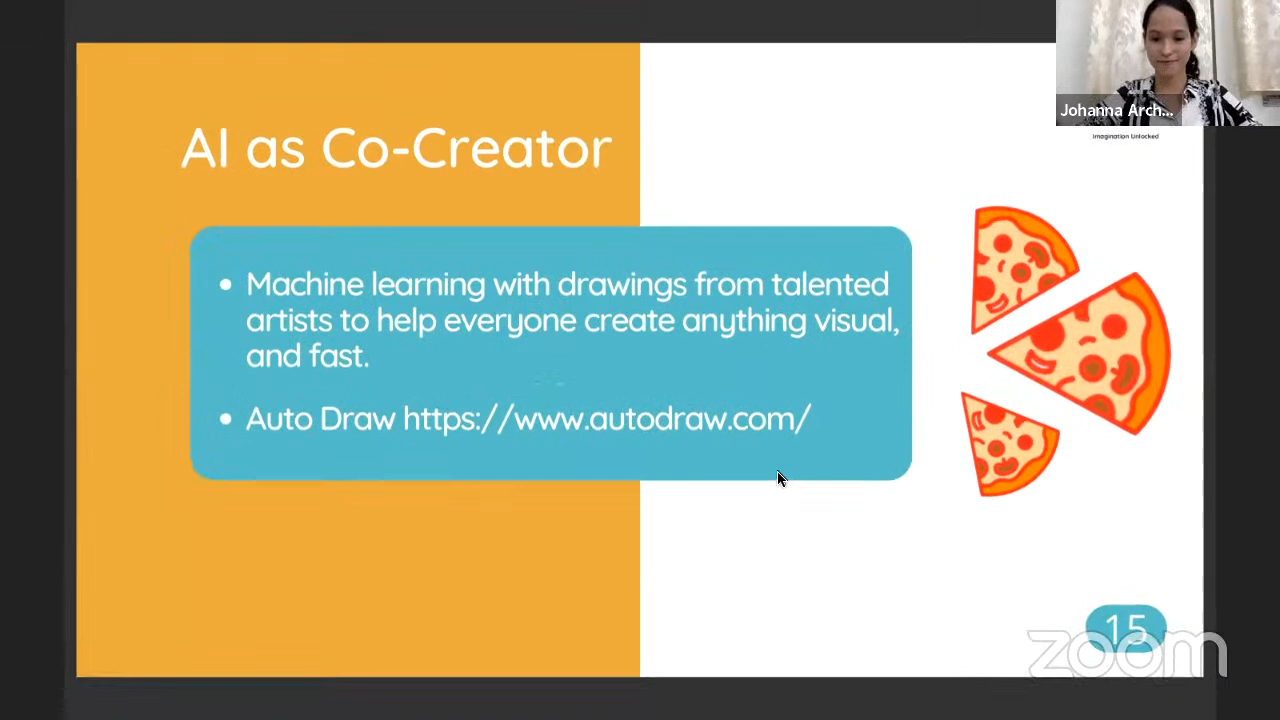 Johanna Arch...
Imagination Unlocked
AI as Co-Creator
• Machine learning with drawings from talented
artists to help everyone create anything visual,
and fast.
• Auto Draw https://www.autodraw.com/
15
zoom